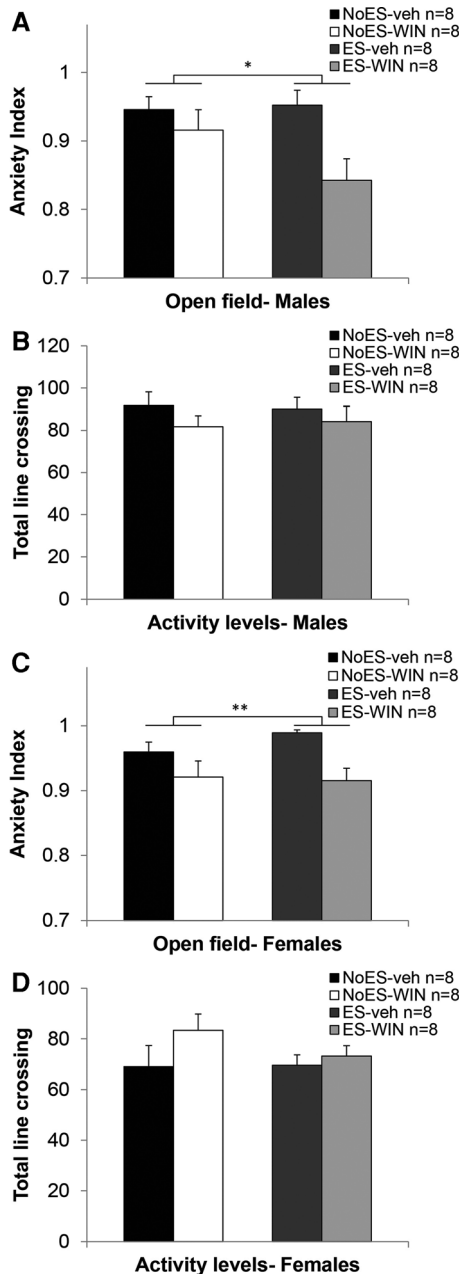 A
NoES-veh n=8
NoES-WIN n=8
ES-veh n=8
ES-WIN n=8
*
Anxiety Index
1
0.9
0.8
0.7
Open field- Males
B
NoES-veh n=8
NoES-WIN n=8
ES-veh n=8
ES-WIN n=8
Total line crossing
120
100
80
60
40
20
0
Activity levels- Males
C
NoES-veh n=8
NoES-WIN n=8
ES-veh n=8
ES-WIN n=8
**
Anxiety Index
1
0.9
0.8
0.7
Open field- Females
D
NoES-veh n=8
NoES-WIN n=8
ES-veh n=8
ES-WIN n=8
Total line crossing
100
80
60
40
20
0
Activity levels- Females